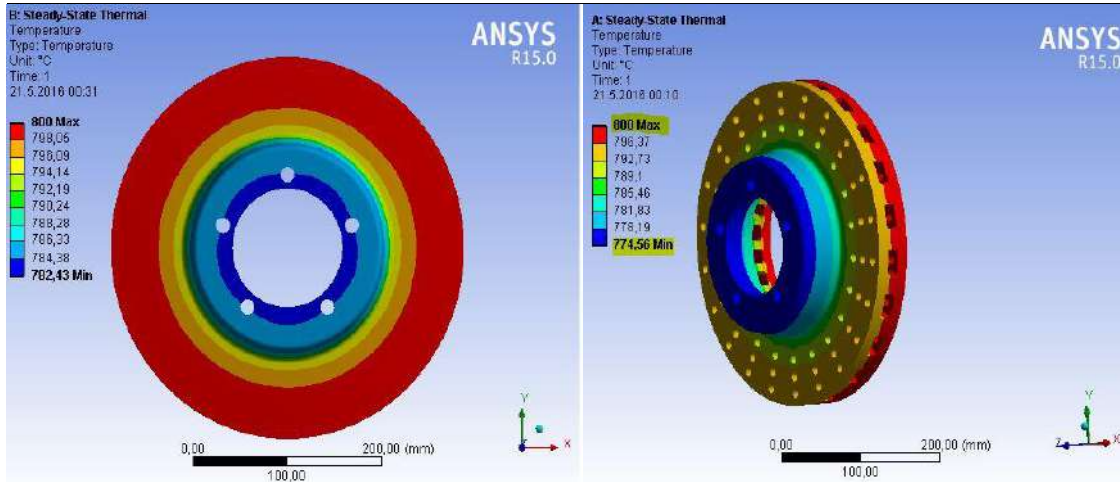 B: Steady-State Thermal
Temperature
Type: Temperature
Unit: °C
Time: 1
21.5.2016 00:31
ANSYS
R15.0
800 Max
798,05
796,09
794,14
792,19
790,24
788,28
786,33
784,38
782,43 Min
Y
X
0,00
200,00 (mm)
100,00
A: Steady-State Thermal
Temperature
Type: Temperature
Unit: °C
Time: 1
21.5.2016 00:10
ANSYS
R15.0
800 Max
796,37
792,73
789,1
785,46
781,83
778,19
774,56 Min
Y
Z
X
0,00
200,00 (mm)
100,00